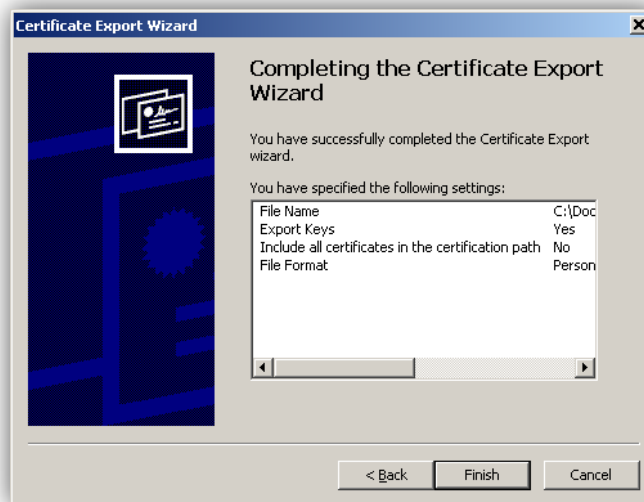 Certificate Export Wizard
Completing the Certificate Export
Wizard
You have successfully completed the Certificate Export
wizard.
You have specified the following settings:
File Name C:\Doc
Export Keys Yes
Include all certificates in the certification path No
File Format Person
< Back Finish Cancel